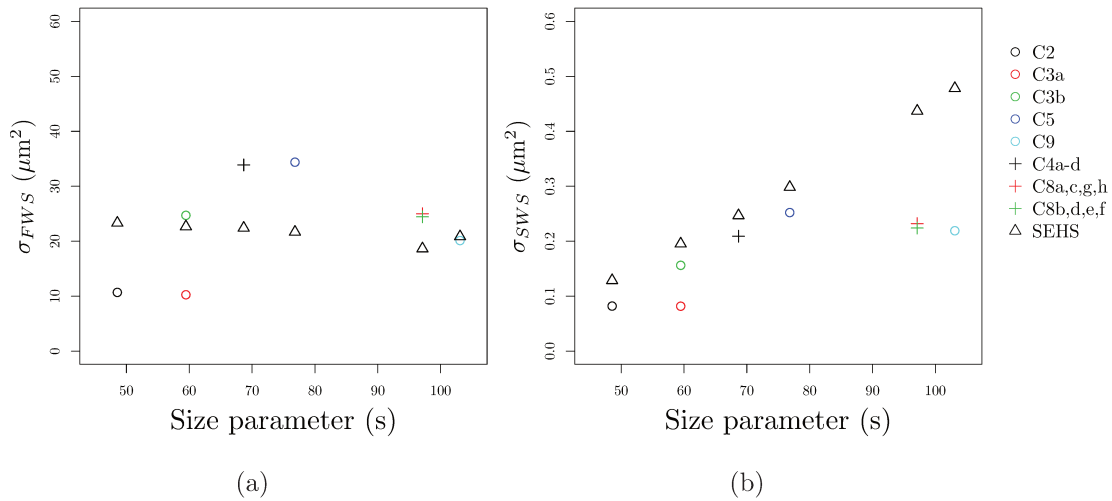 60
50
40
30
20
10
0
σFWS (μm²)
50 60 70 80 90 100
Size parameter (s)
(a)
0.6
0.5
0.4
0.3
0.2
0.1
0.0
σSWS (μm²)
50 60 70 80 90 100
Size parameter (s)
(b)
C2
C3a
C3b
C5
C9
C4a-d
C8a,c,g,h
C8b,d,e,f
SEHS